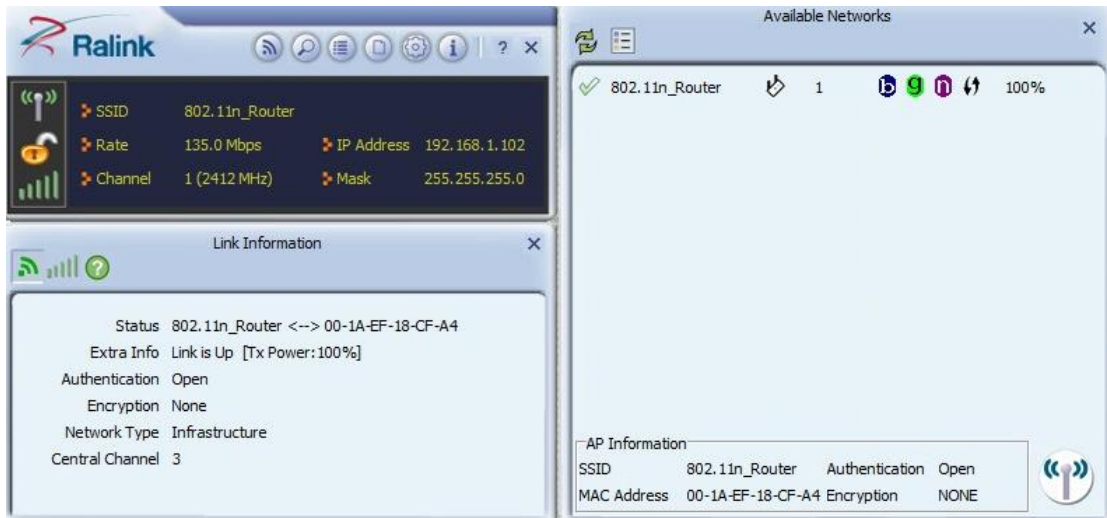 Ralink
i ? ×
SSID 802.11n_Router
Rate 135.0 Mbps IP Address 192.168.1.102
Channel 1 (2412 MHz) Mask 255.255.255.0
Link Information ×
?
Status 802.11n_Router <--> 00-1A-EF-18-CF-A4
Extra Info Link is Up [Tx Power:100%]
Authentication Open
Encryption None
Network Type Infrastructure
Central Channel 3
Available Networks ×
802.11n_Router 1 b g n 100%
AP Information
SSID 802.11n_Router Authentication Open
MAC Address 00-1A-EF-18-CF-A4 Encryption NONE